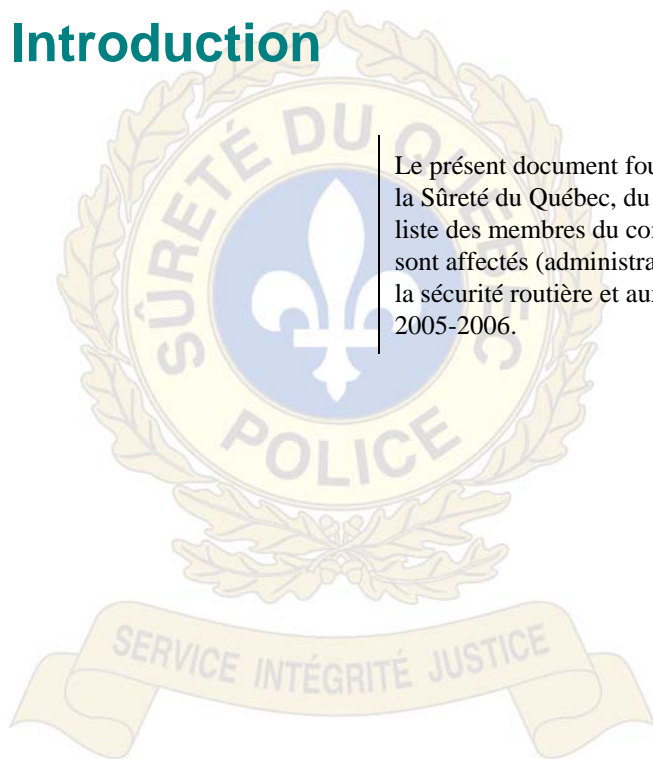 Introduction
SÛRETÉ DU QUÉBEC
Le présent document fou
la Sûreté du Québec, du
liste des membres du co
sont affectés (administra
la sécurité routière et au
2005-2006.
POLICE
SERVICE INTÉGRITÉ JUSTICE